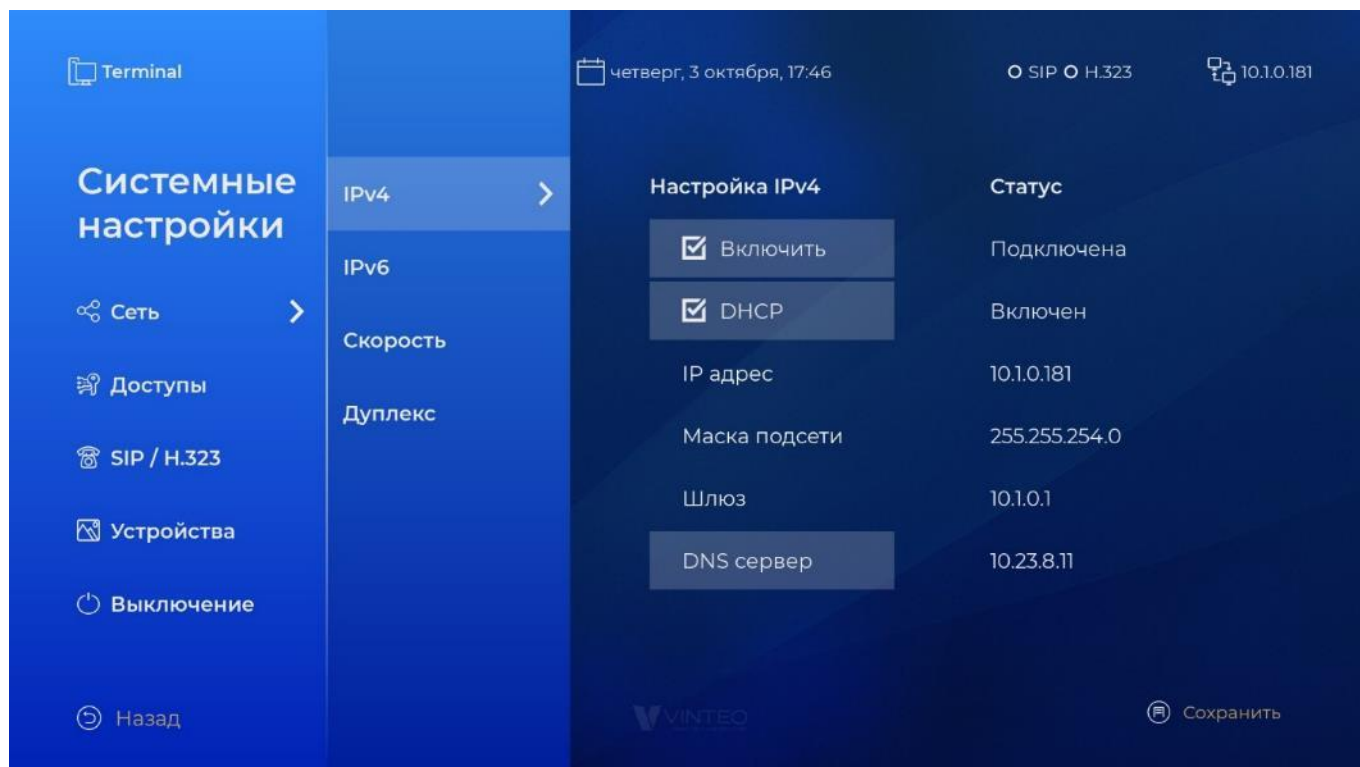 Terminal
четверг, 3 октября, 17:46
SIP
H.323
10.1.0.181
Системные
настройки
Сеть
Доступы
SIP / H.323
Устройства
Выключение
Назад
IPv4
IPv6
Скорость
Дуплекс
Настройка IPv4 Статус
Включить Подключена
DHCP Включен
IP адрес 10.1.0.181
Маска подсети 255.255.254.0
Шлюз 10.1.0.1
DNS сервер 10.23.8.11
VINTEO
Сохранить